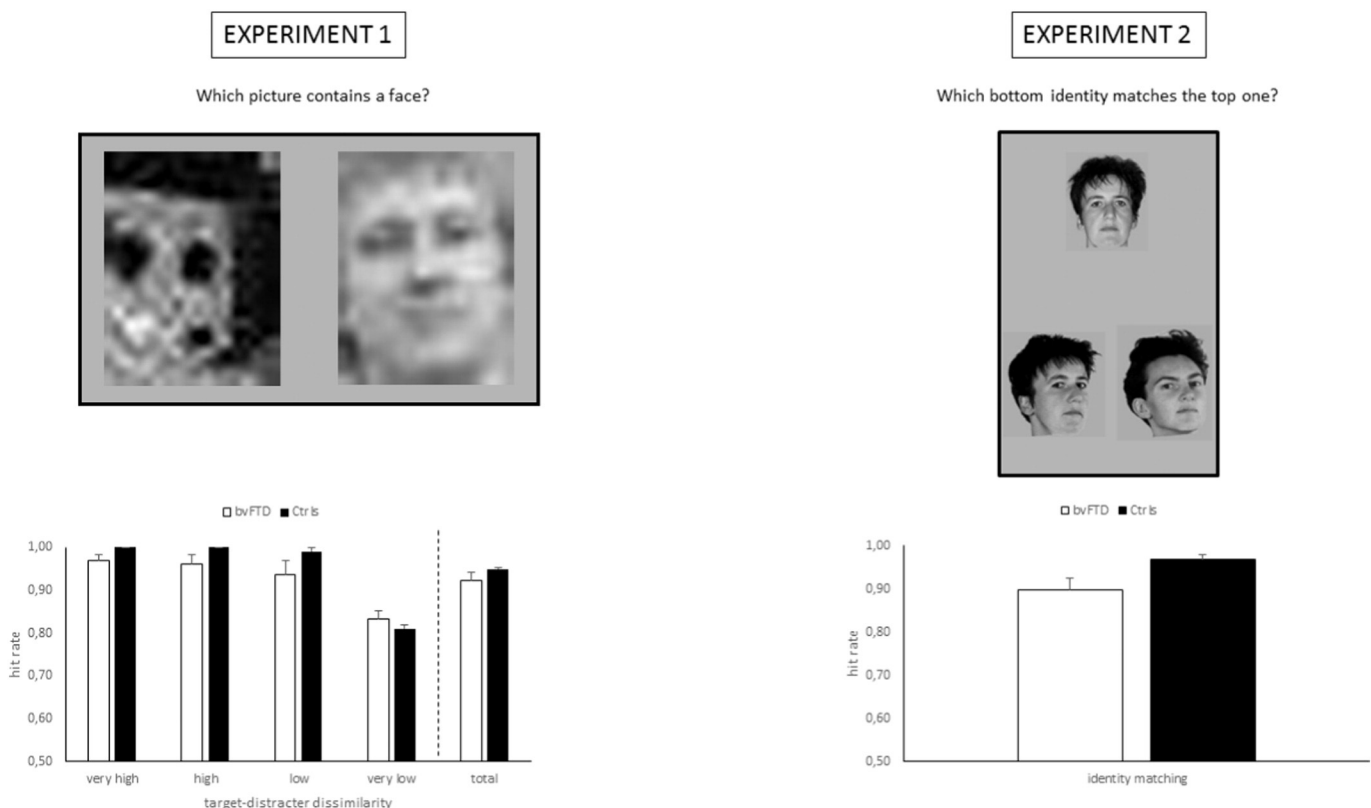 EXPERIMENT 1
Which picture contains a face?
bvFTD Ctrls
hit rate
1,00
0,90
0,80
0,70
0,60
0,50
very high high low very low total
target-distracter dissimilarity
EXPERIMENT 2
Which bottom identity matches the top one?
bvFTD Ctrls
hit rate
1,00
0,90
0,80
0,70
0,60
0,50
identity matching